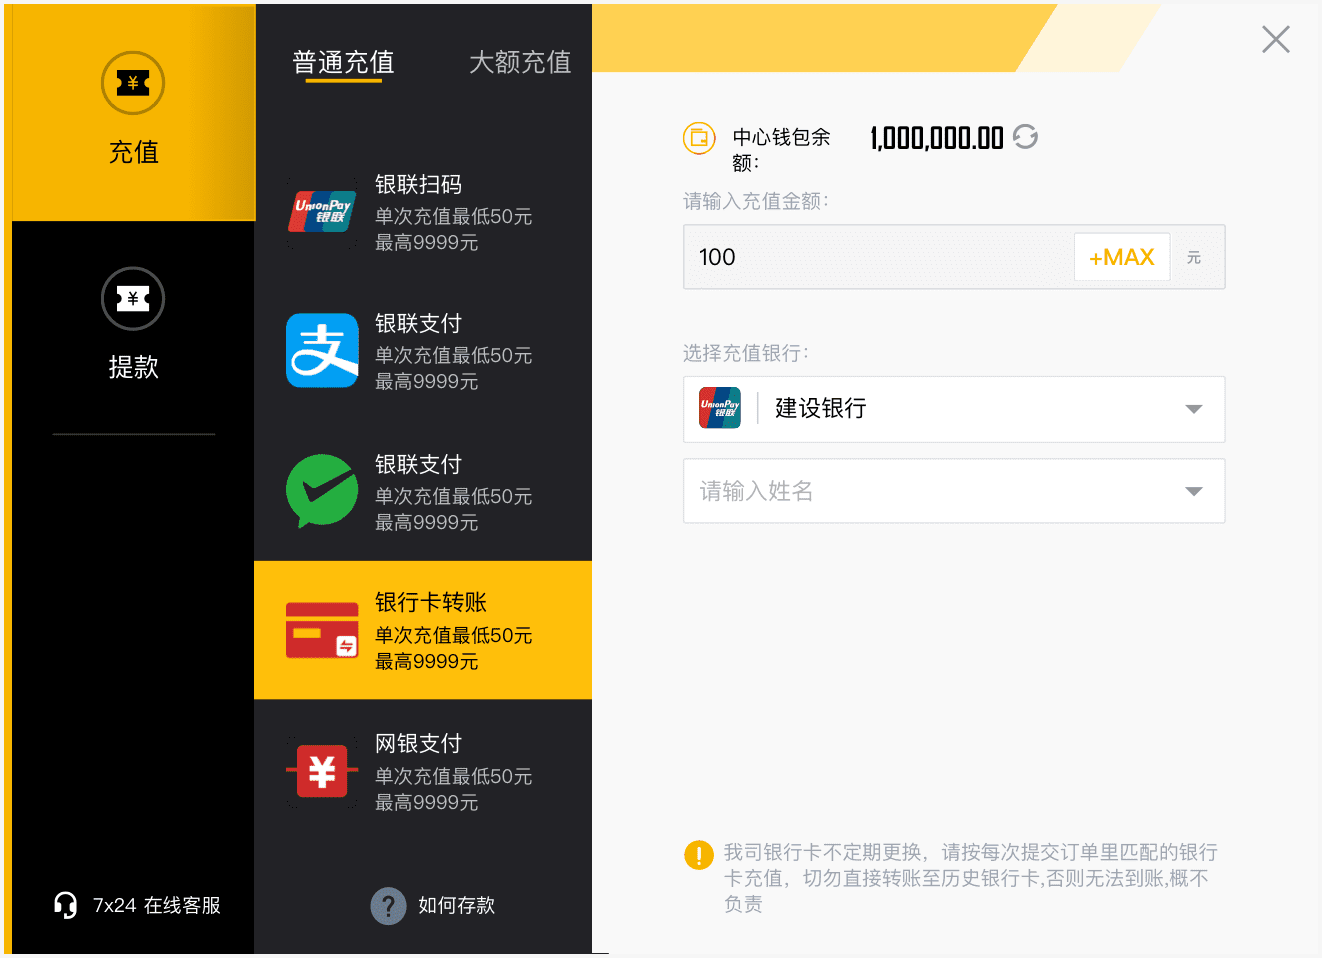 充值
提款
7x24 在线客服
普通充值 大额充值
UnionPay
银联
银联扫码
单次充值最低50元
最高9999元
支
银联支付
单次充值最低50元
最高9999元
银联支付
单次充值最低50元
最高9999元
银行卡转账
单次充值最低50元
最高9999元
¥
网银支付
单次充值最低50元
最高9999元
? 如何存款
中心钱包余
额：
1,000,000.00
请输入充值金额：
100 +MAX 元
选择充值银行：
UnionPay
银联
建设银行
请输入姓名
! 我司银行卡不定期更换，请按每次提交订单里匹配的银行
卡充值，切勿直接转账至历史银行卡,否则无法到账,概不
负责